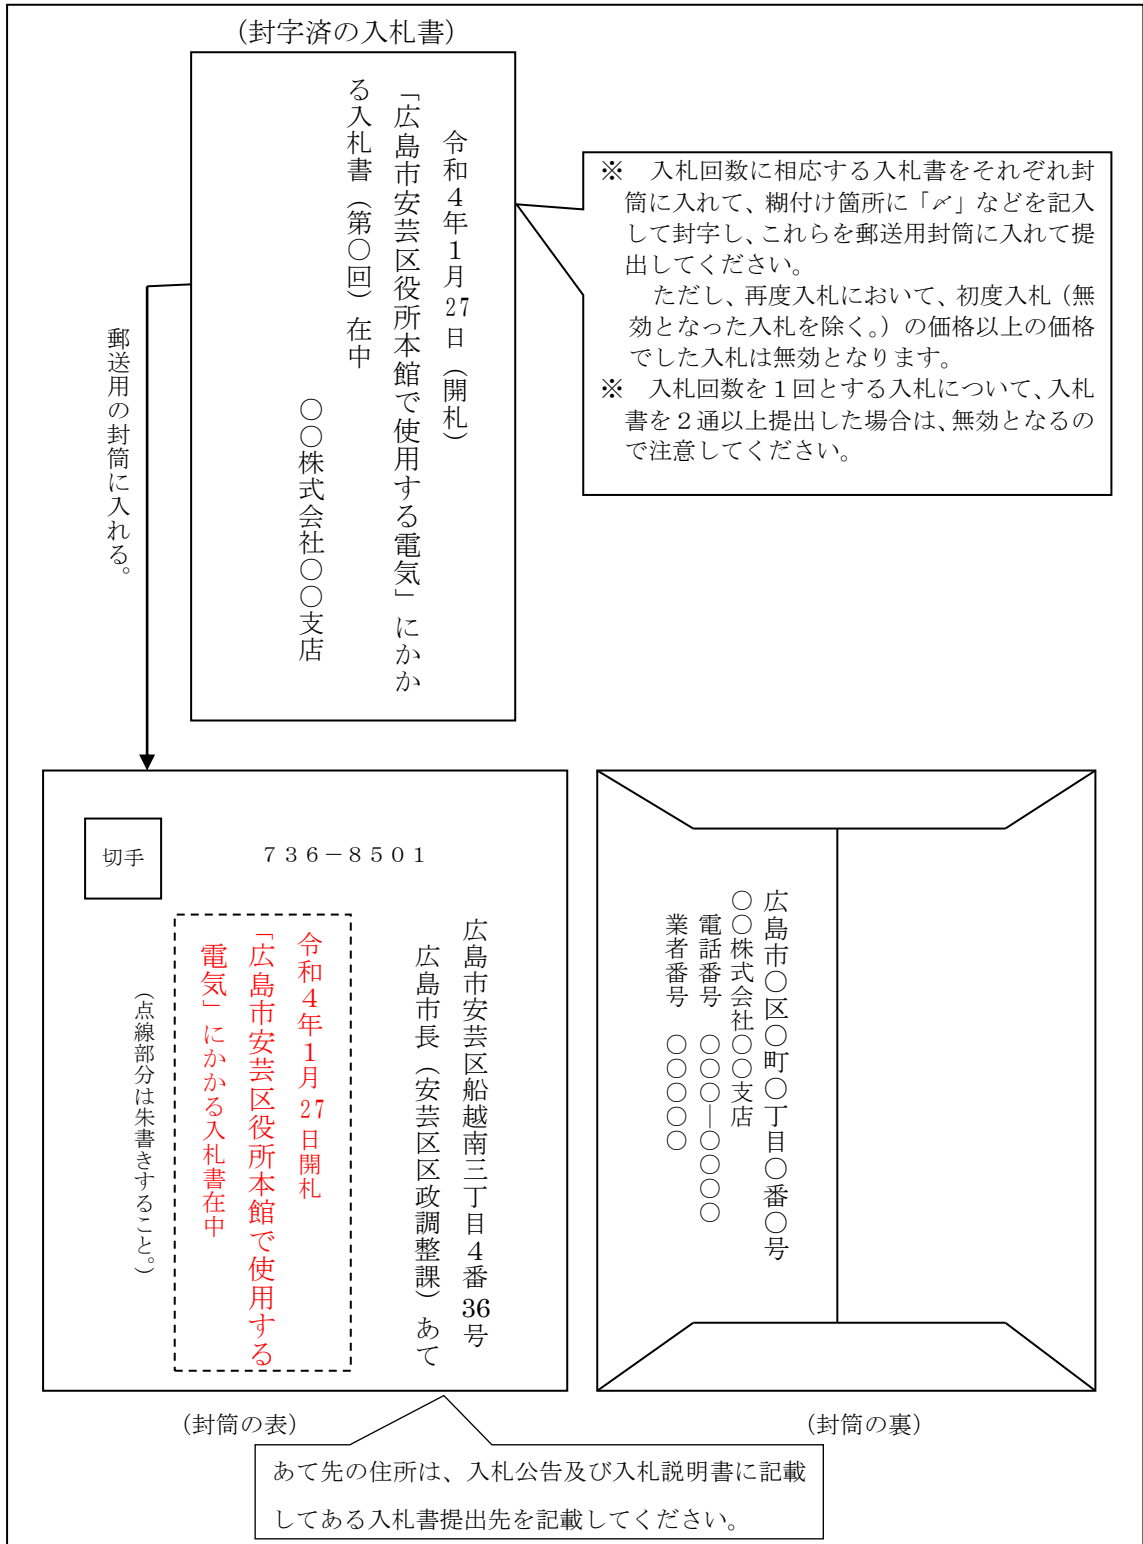 (封字済の入札書)
令和4年1月27日(開札)
「広島市安芸区役所本館で使用する電気」にかか
る入札書(第〇回)在中
〇〇株式会社〇〇支店
※ 入札回数に相応する入札書をそれぞれ封
筒に入れて、糊付け箇所に「〆」などを記入
して封字し、これらを郵送用封筒に入れて提
出してください。
ただし、再度入札において、初度入札(無
効となった入札を除く。)の価格以上の価格
でした入札は無効となります。
※ 入札回数を1回とする入札について、入札
書を2通以上提出した場合は、無効となるの
で注意してください。
郵送用の封筒に入れる。
切手
736-8501
広島市安芸区船越南三丁目4番36号
広島市長(安芸区区政調整課)あて
令和4年1月27日開札
「広島市安芸区役所本館で使用する
電気」にかかる入札書在中
(点線部分は朱書きすること。)
(封筒の表)
広島市〇区〇町〇丁目〇番〇号
〇〇株式会社〇〇支店
電話番号 〇〇〇―〇〇〇〇
業者番号 〇〇〇〇〇
(封筒の裏)
あて先の住所は、入札公告及び入札説明書に記載
してある入札書提出先を記載してください。